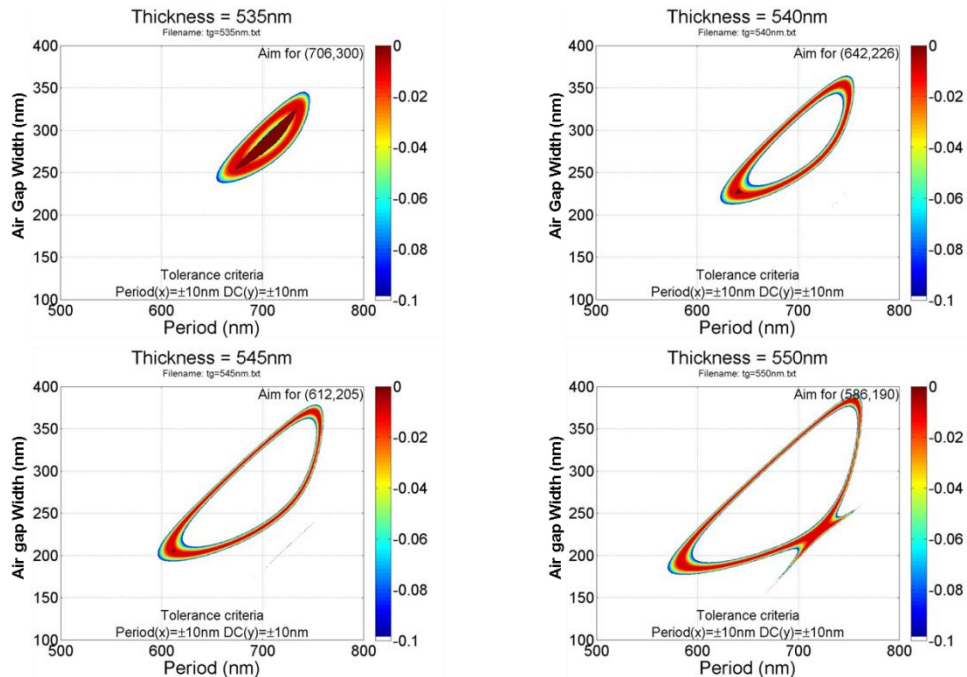 Thickness = 535nm
Filename: tg=535nm.txt
Aim for (706,300)
Air Gap Width (nm)
400
350
300
250
200
150
100
500
600
700
800
Tolerance criteria
Period(x)=±10nm DC(y)=±10nm
Period (nm)
0
-0.02
-0.04
-0.06
-0.08
-0.1
Thickness = 540nm
Filename: tg=540nm.txt
Aim for (642,226)
Air Gap Width (nm)
400
350
300
250
200
150
100
500
600
700
800
Tolerance criteria
Period(x)=±10nm DC(y)=±10nm
Period (nm)
0
-0.02
-0.04
-0.06
-0.08
-0.1
Thickness = 545nm
Filename: tg=545nm.txt
Aim for (612,205)
Air gap Width (nm)
400
350
300
250
200
150
100
500
600
700
800
Tolerance criteria
Period(x)=±10nm DC(y)=±10nm
Period (nm)
0
-0.02
-0.04
-0.06
-0.08
-0.1
Thickness = 550nm
Filename: tg=550nm.txt
Aim for (586,190)
Air gap Width (nm)
400
350
300
250
200
150
100
500
600
700
800
Tolerance criteria
Period(x)=±10nm DC(y)=±10nm
Period (nm)
0
-0.02
-0.04
-0.06
-0.08
-0.1